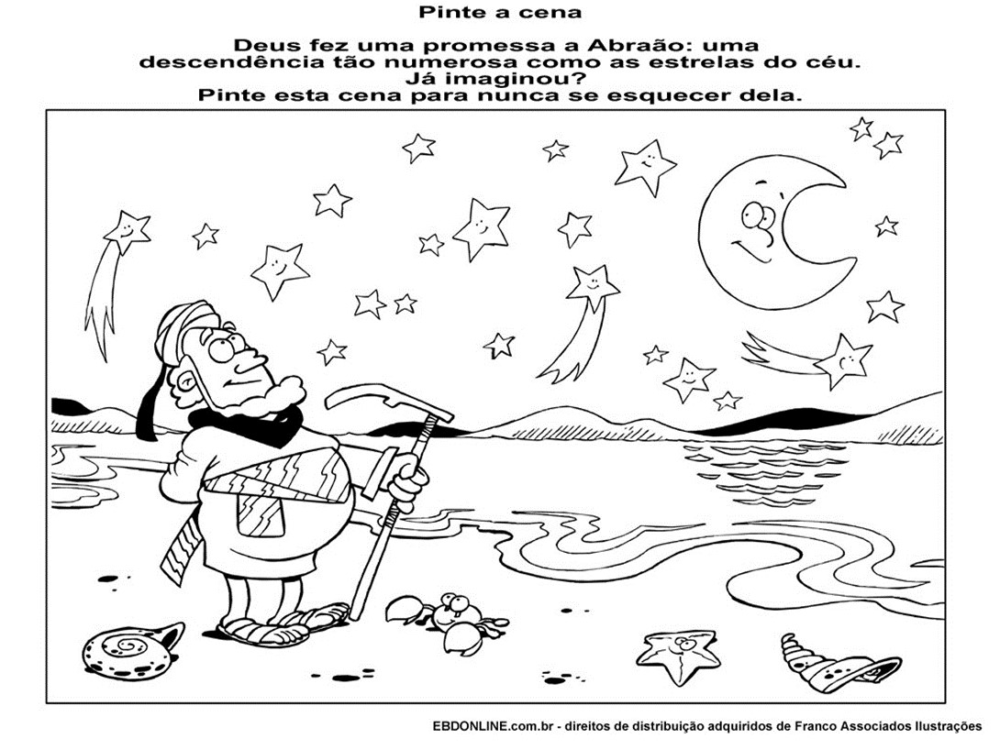 Pinte a cena
Deus fez uma promessa a Abraão: uma
descendência tão numerosa como as estrelas do céu.
Já imaginou?
Pinte esta cena para nunca se esquecer dela.
EBDONLINE.com.br - direitos de distribuição adquiridos de Franco Associados Ilustrações